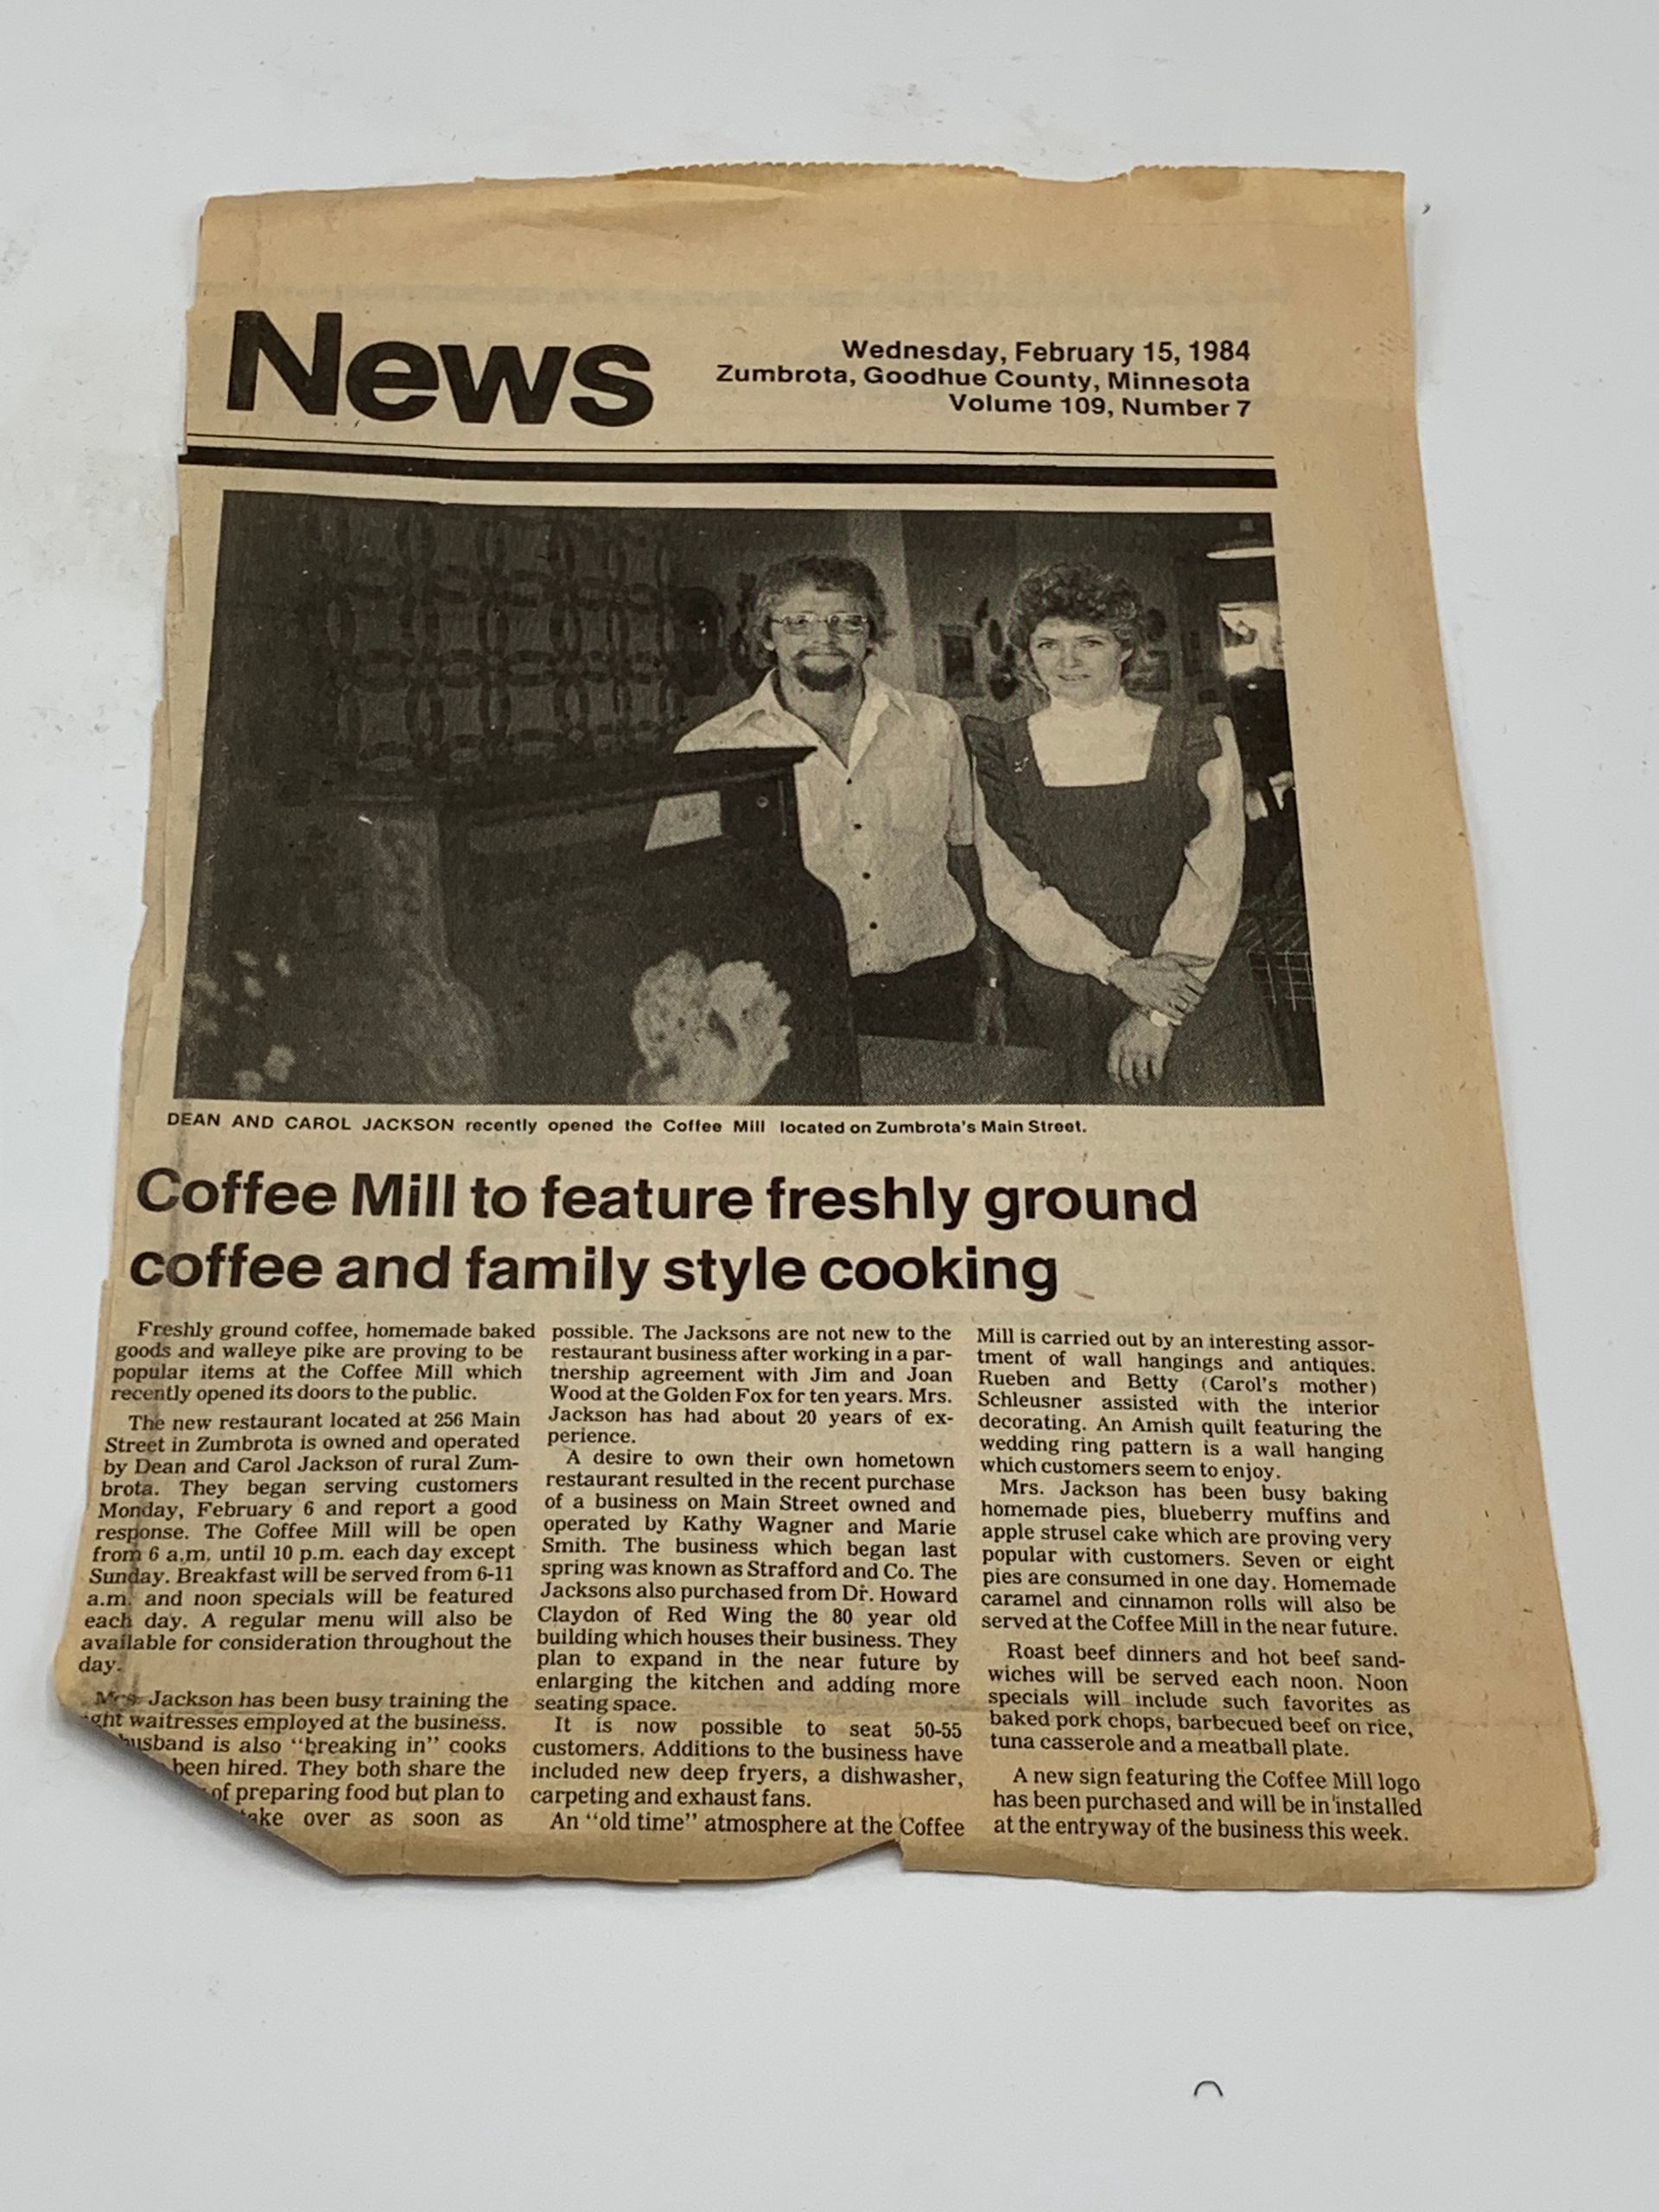 News
Wednesday, February 15, 1984
Zumbrota, Goodhue County, Minnesota
Volume 109, Number 7
DEAN AND CAROL JACKSON recently opened the Coffee Mill located on Zumbrota's Main Street.
Coffee Mill to feature freshly ground
coffee and family style cooking
Freshly ground coffee, homemade baked
goods and walleye pike are proving to be
popular items at the Coffee Mill which
recently opened its doors to the public.
The new restaurant located at 256 Main
Street in Zumbrota is owned and operated
by Dean and Carol Jackson of rural Zum-
brota. They began serving customers
Monday, February 6 and report a good
response. The Coffee Mill will be open
from 6 a.m. until 10 p.m. each day except
Sunday. Breakfast will be served from 6-11
a.m. and noon specials will be featured
each day. A regular menu will also be
available for consideration throughout the
day.
Mrs. Jackson has been busy training the
waitresses employed at the business.
husband is also "breaking in" cooks
been hired. They both share the
of preparing food but plan to
take over as soon as
possible. The Jacksons are not new to the
restaurant business after working in a par-
tnership agreement with Jim and Joan
Wood at the Golden Fox for ten years. Mrs.
Jackson has had about 20 years of ex-
perience.
A desire to own their own hometown
restaurant resulted in the recent purchase
of a business on Main Street owned and
operated by Kathy Wagner and Marie
Smith. The business which began last
spring was known as Strafford and Co. The
Jacksons also purchased from Dr. Howard
Claydon of Red Wing the 80 year old
building which houses their business. They
plan to expand in the near future by
enlarging the kitchen and adding more
seating space.
It is now possible to seat 50-55
customers. Additions to the business have
included new deep fryers, a dishwasher,
carpeting and exhaust fans.
An "old time" atmosphere at the Coffee
Mill is carried out by an interesting assor-
tment of wall hangings and antiques.
Rueben and Betty (Carol's mother)
Schleusner assisted with the interior
decorating. An Amish quilt featuring the
wedding ring pattern is a wall hanging
which customers seem to enjoy.
Mrs. Jackson has been busy baking
homemade pies, blueberry muffins and
apple strusel cake which are proving very
popular with customers. Seven or eight
pies are consumed in one day. Homemade
caramel and cinnamon rolls will also be
served at the Coffee Mill in the near future.
Roast beef dinners and hot beef sand-
wiches will be served each noon. Noon
specials will include such favorites as
baked pork chops, barbecued beef on rice,
tuna casserole and a meatball plate.
A new sign featuring the Coffee Mill logo
has been purchased and will be in installed
at the entryway of the business this week.